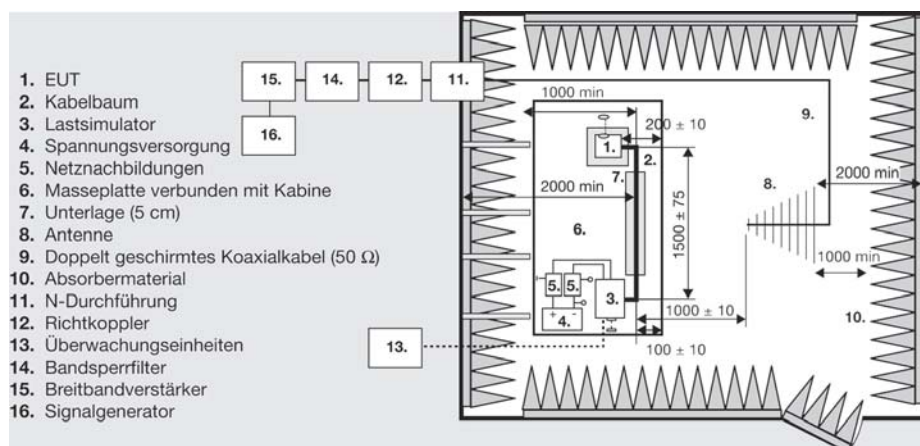 1. EUT
2. Kabelbaum
3. Lastsimulator
4. Spannungsversorgung
5. Netznachbildungen
6. Masseplatte verbunden mit Kabine
7. Unterlage (5 cm)
8. Antenne
9. Doppelt geschirmtes Koaxialkabel (50 Ω)
10. Absorbermaterial
11. N-Durchführung
12. Richtkoppler
13. Überwachungseinheiten
14. Bandsperrfilter
15. Breitbandverstärker
16. Signalgenerator
15. 14. 12. 11.
16.
1000 min
9.
200 ± 10
1.
2.
7.
2000 min
2000 min
8.
1500 ± 75
6.
1000 min
5. 5.
3.
+ -
4.
1000 ± 10
10.
13.
100 ± 10